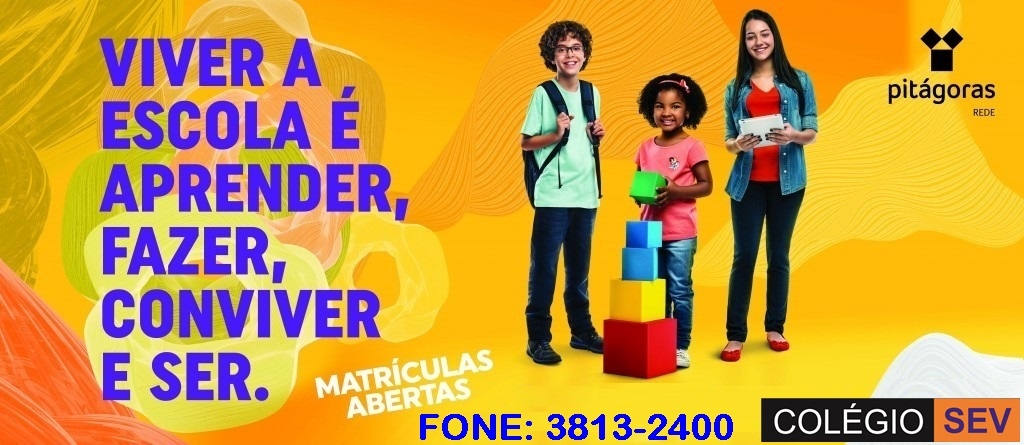 VIVER A
ESCOLA É
APRENDER,
FAZER,
CONVIVER
E SER.
MATRÍCULAS
ABERTAS
pitágoras
REDE
FONE: 3813-2400
COLÉGIO SEV